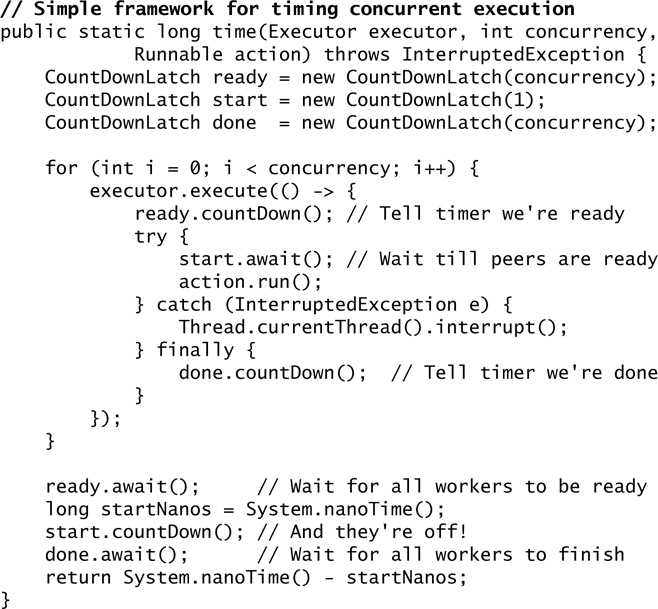 // Simple framework for timing concurrent execution
public static long time(Executor executor, int concurrency,
            Runnable action) throws InterruptedException {
    CountDownLatch ready = new CountDownLatch(concurrency);
    CountDownLatch start = new CountDownLatch(1);
    CountDownLatch done  = new CountDownLatch(concurrency);

    for (int i = 0; i < concurrency; i++) {
        executor.execute(() -> {
            ready.countDown(); // Tell timer we're ready
            try {
                start.await(); // Wait till peers are ready
                action.run();
            } catch (InterruptedException e) {
                Thread.currentThread().interrupt();
            } finally {
                done.countDown();  // Tell timer we're done
            }
        });
    }

    ready.await();     // Wait for all workers to be ready
    long startNanos = System.nanoTime();
    start.countDown(); // And they're off!
    done.await();      // Wait for all workers to finish
    return System.nanoTime() - startNanos;
}